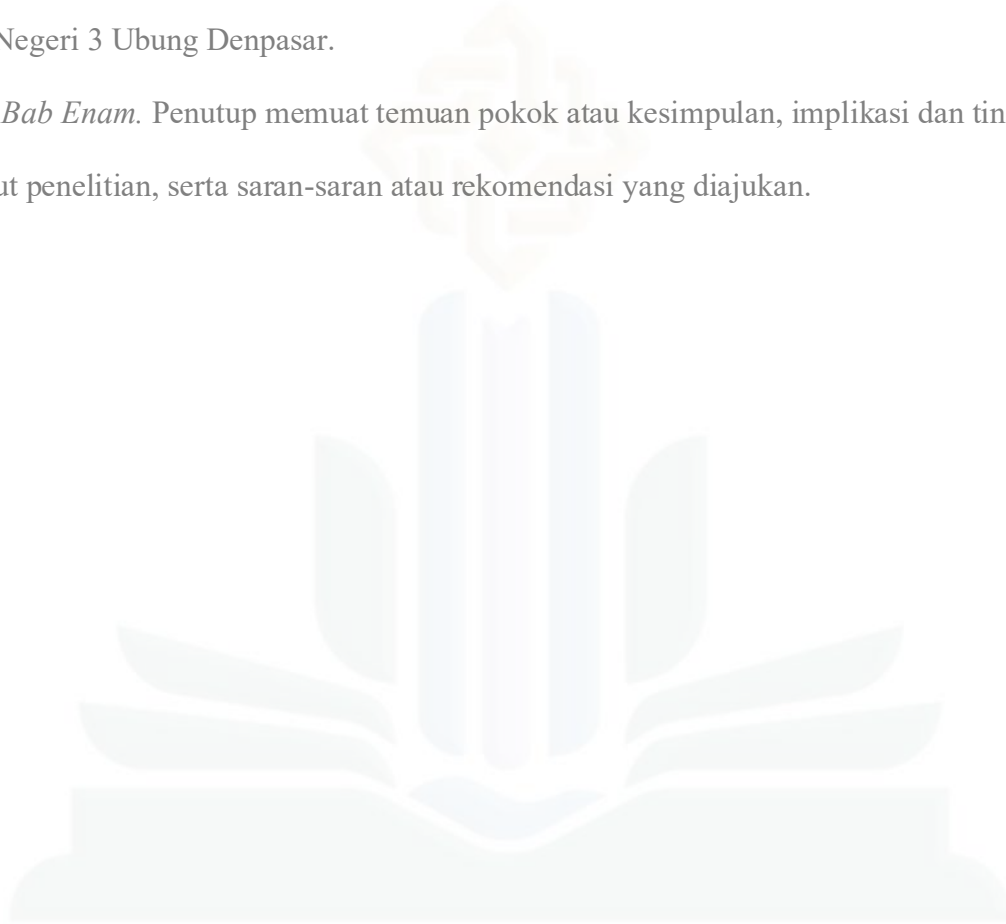 Negeri 3 Ubung Denpasar.
Bab Enam. Penutup memuat temuan pokok atau kesimpulan, implikasi dan tin
ut penelitian, serta saran-saran atau rekomendasi yang diajukan.